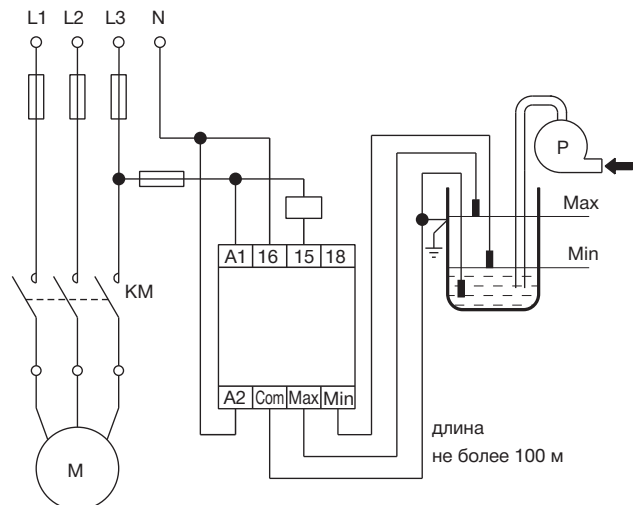 L1 L2 L3 N
P
Max
Min
A1 16 15 18
KM
A2 Com Max Min
длина
не более 100 м
M